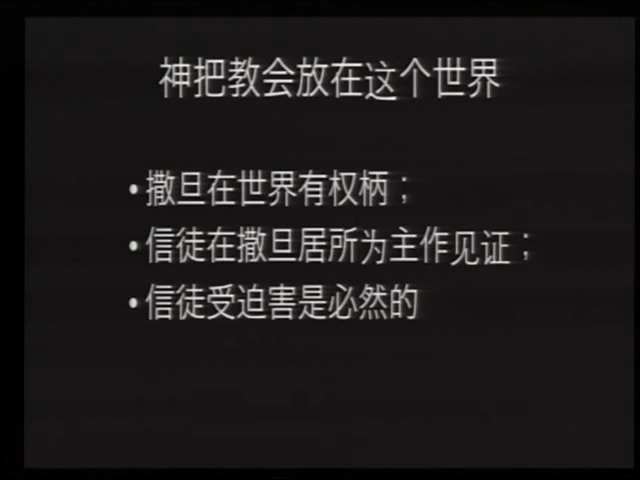 神把教会放在这个世界
• 撒旦在世界有权柄；
• 信徒在撒旦居所为主作见证；
• 信徒受迫害是必然的